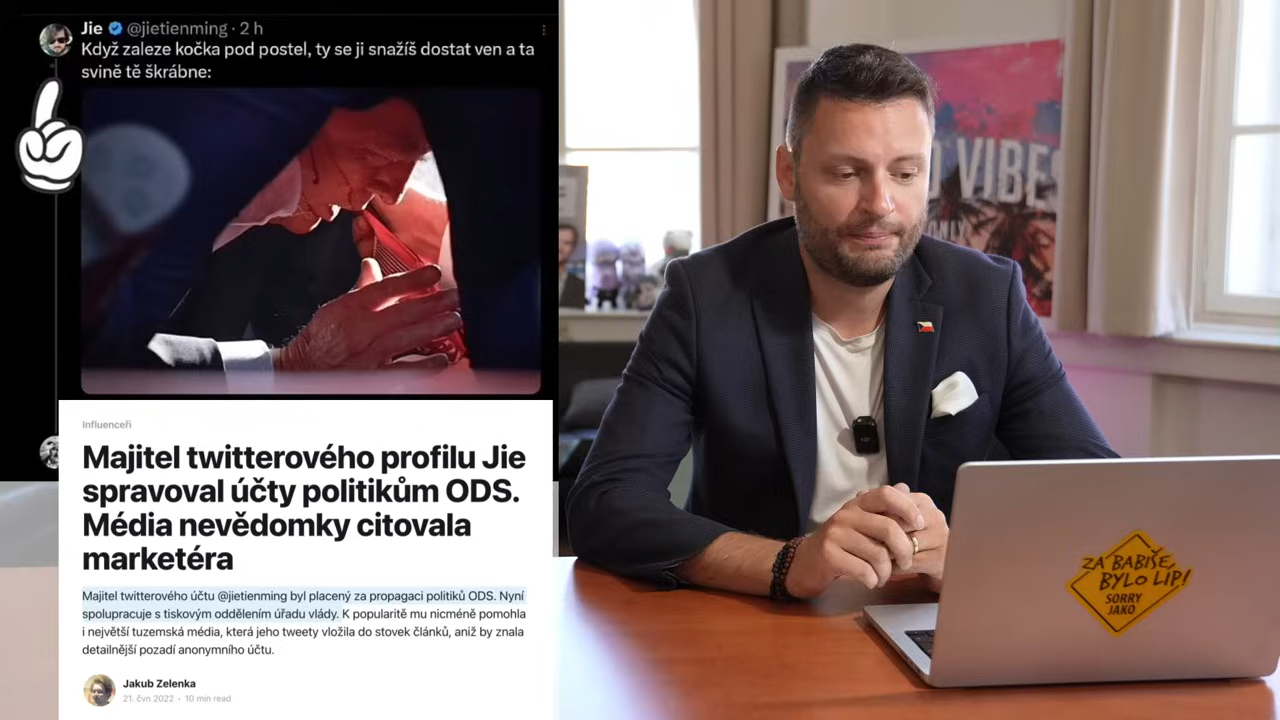 Jie @jietienming · 2 h
Když zaleze kočka pod postel, ty se ji snažíš dostat ven a ta
svině tě škrábne:
Influenceři
Majitel twitterového profilu Jie
spravoval účty politikům ODS.
Média nevědomky citovala
marketéra
Majitel twitterového účtu @jietienming byl placený za propagaci politiků ODS. Nyní
spolupracuje s tiskovým oddělením úřadu vlády. K popularitě mu nicméně pomohla
i největší tuzemská média, která jeho tweety vložila do stovek článků, aniž by znala
detailnější pozadí anonymního účtu.
Jakub Zelenka
21. čvn 2022 • 10 min read
VIBES
ONLY
ZA BABIŠE
BYLO LÍP!
SORRY
JAKO